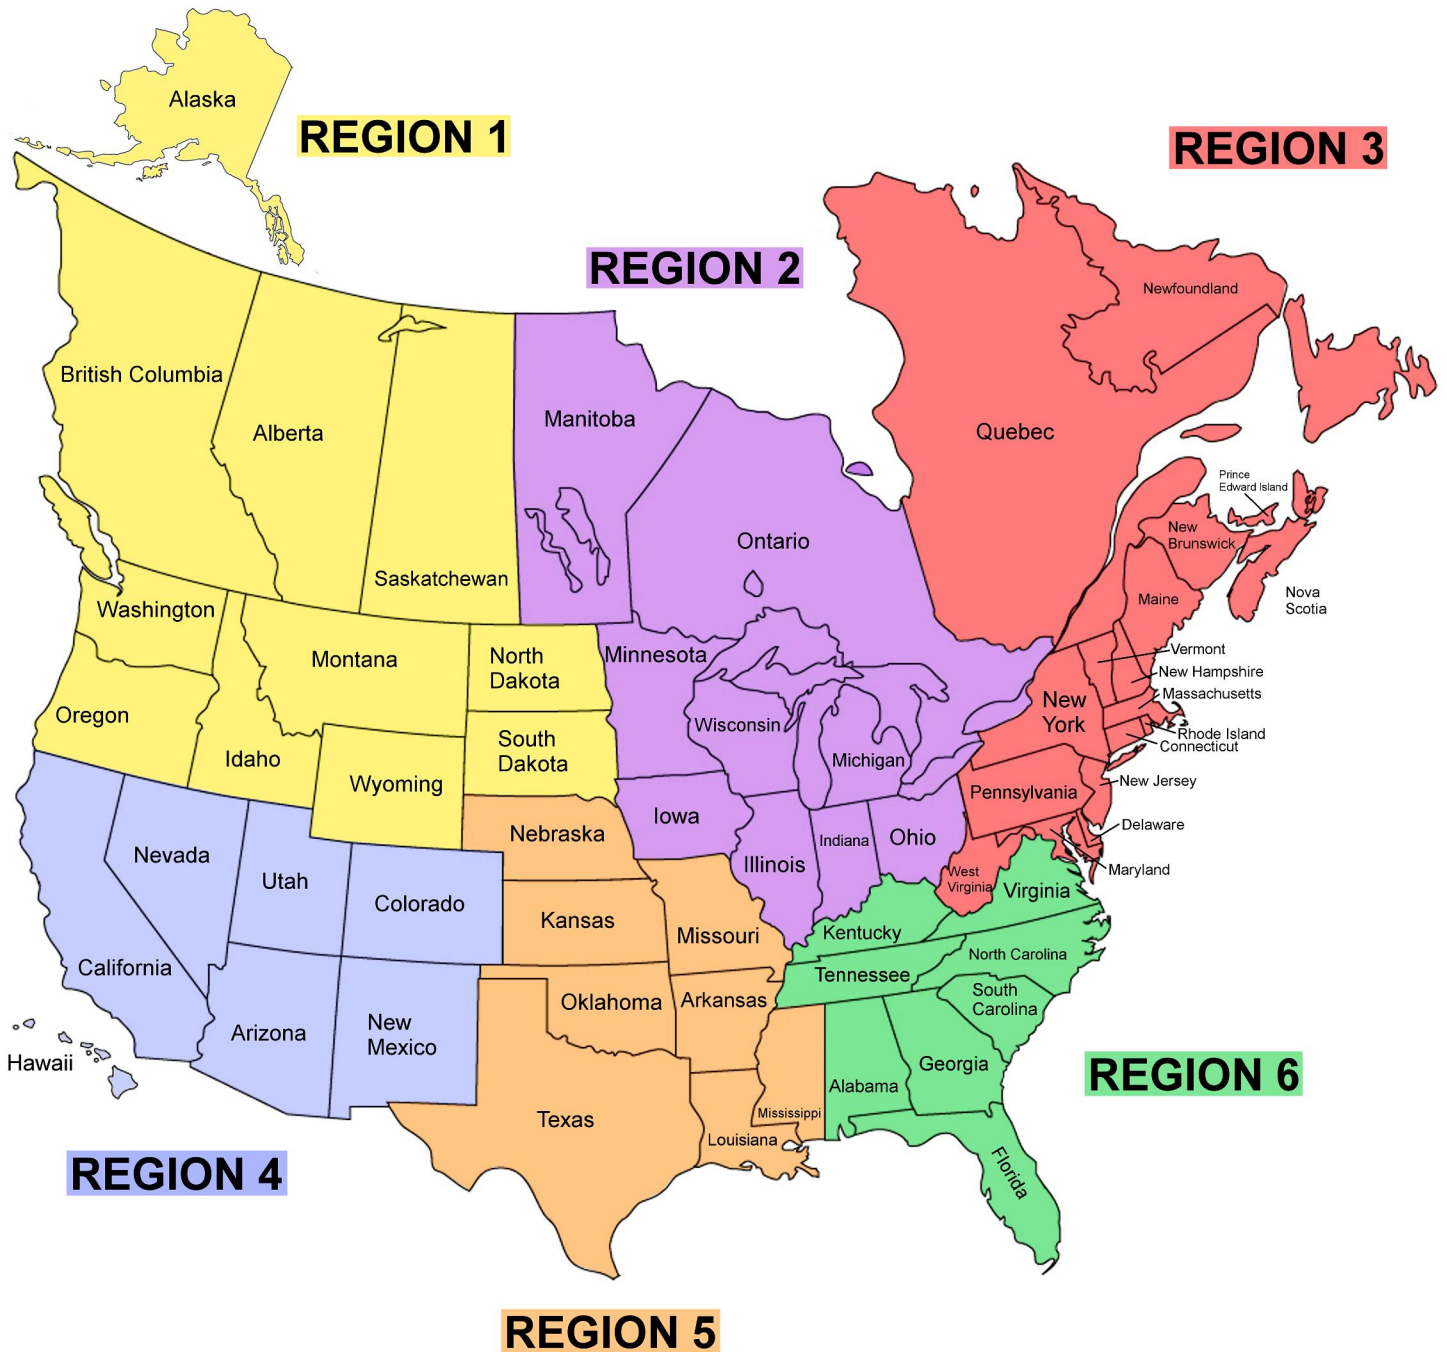 Alaska
REGION 1
REGION 3
REGION 2
Newfoundland
British Columbia
Alberta
Manitoba
Quebec
Prince
Edward Island
New
Brunswick
Ontario
Saskatchewan
Nova
Scotia
Maine
Washington
Montana
North
Dakota
Minnesota
Vermont
New Hampshire
Massachusetts
New
York
Oregon
Wisconsin
Rhode Island
Connecticut
South
Dakota
Idaho
Michigan
Wyoming
New Jersey
Pennsylvania
Iowa
Delaware
Nebraska
Indiana
Ohio
Nevada
Illinois
Maryland
West
Virginia
Utah
Virginia
Colorado
Kansas
Missouri
Kentucky
California
Tennessee
North Carolina
South
Carolina
Oklahoma
Arkansas
Arizona
New
Mexico
Hawaii
Georgia
REGION 6
Alabama
Texas
Mississippi
Louisiana
Florida
REGION 4
REGION 5